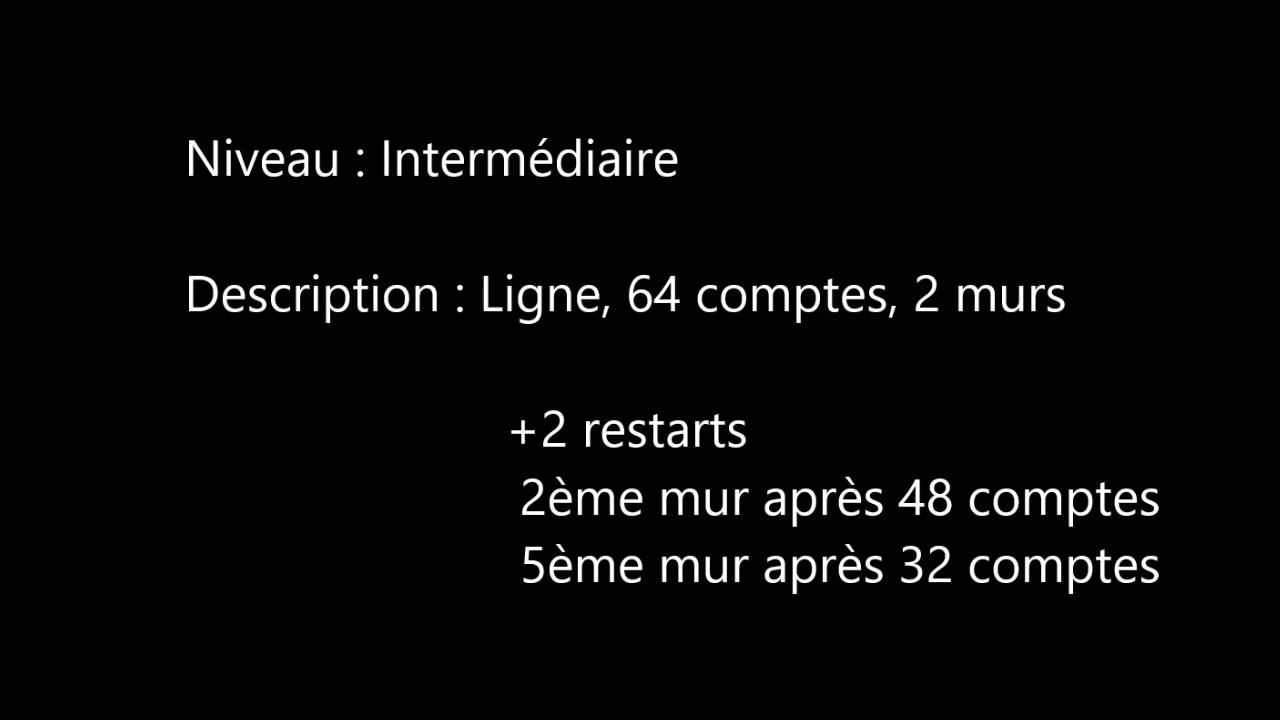 Niveau : Intermédiaire
Description : Ligne, 64 comptes, 2 murs
+2 restarts
2ème mur après 48 comptes
5ème mur après 32 comptes